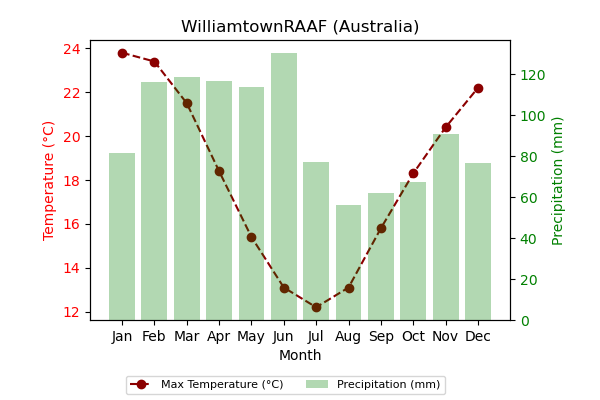 WilliamtownRAAF (Australia)
24
22
20
18
16
14
12
Temperature (°C)
120
100
80
60
40
20
0
Precipitation (mm)
Jan Feb Mar Apr May Jun Jul Aug Sep Oct Nov Dec
Month
Max Temperature (°C) Precipitation (mm)